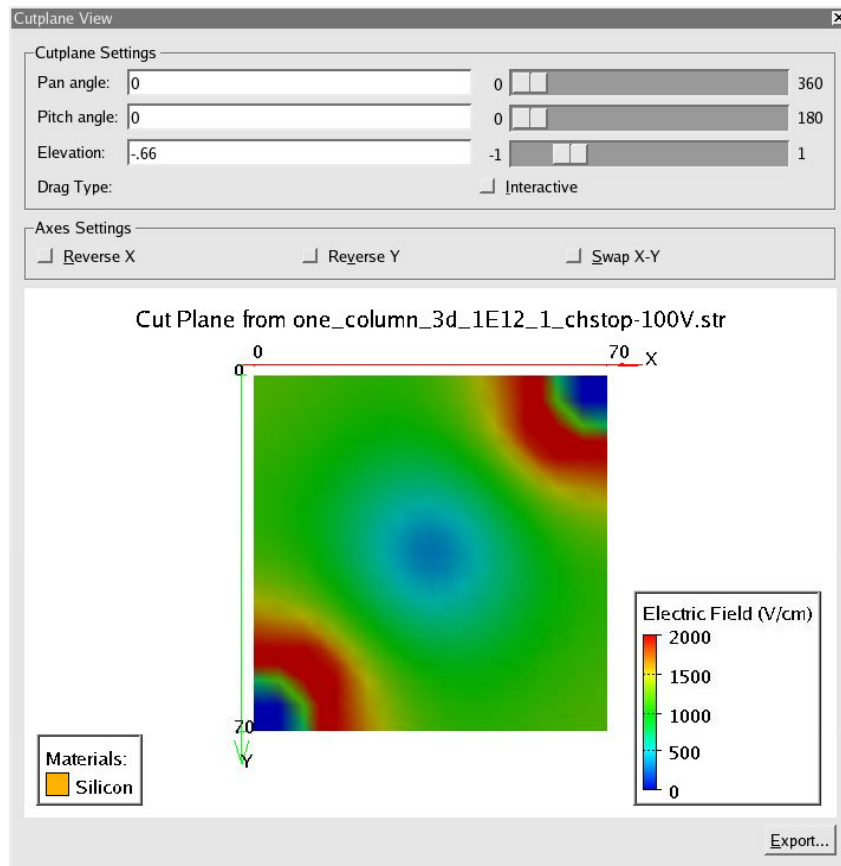 Cutplane View
Cutplane Settings
Pan angle: 0 0 360
Pitch angle: 0 0 180
Elevation: -.66 -1 1
Drag Type: Interactive
Axes Settings
Reverse X Reverse Y Swap X-Y
Cut Plane from one_column_3d_1E12_1_chstop-100V.str
0 70 X
0
70
Y
Electric Field (V/cm)
2000
1500
1000
500
0
Materials:
Silicon
Export...